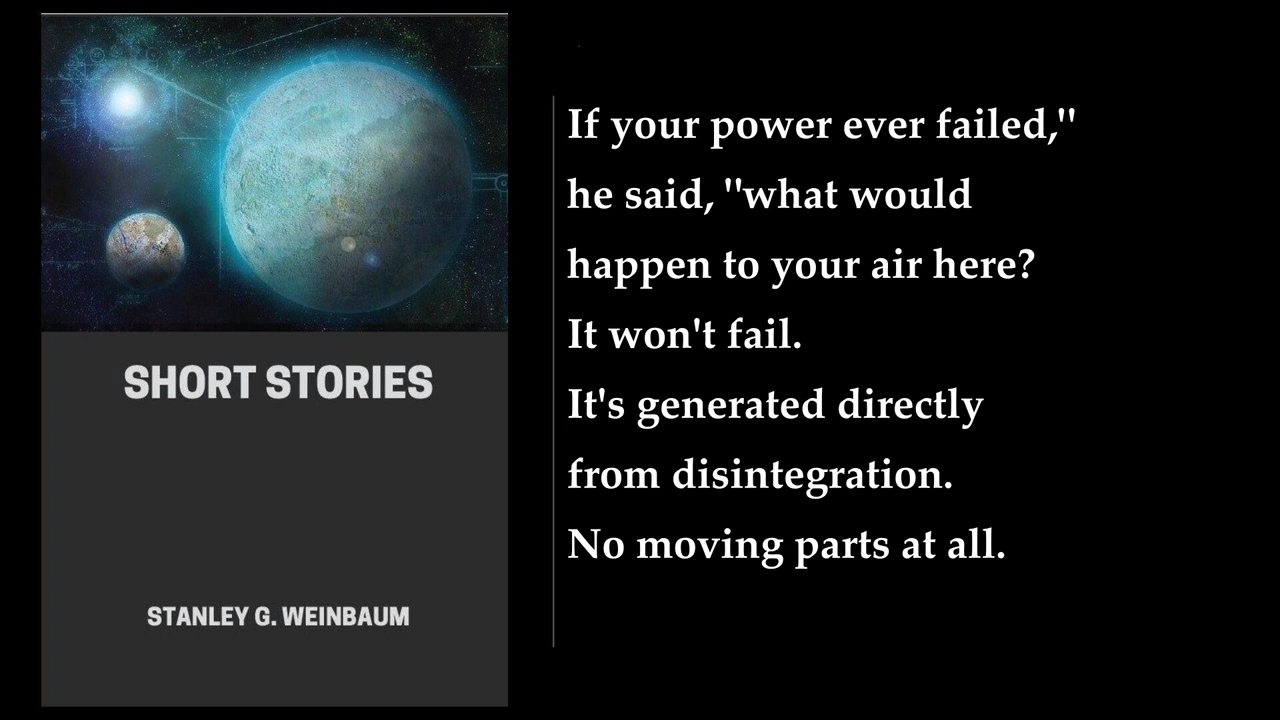 SHORT STORIES
STANLEY G. WEINBAUM
If your power ever failed,"
he said, "what would
happen to your air here?
It won't fail.
It's generated directly
from disintegration.
No moving parts at all.